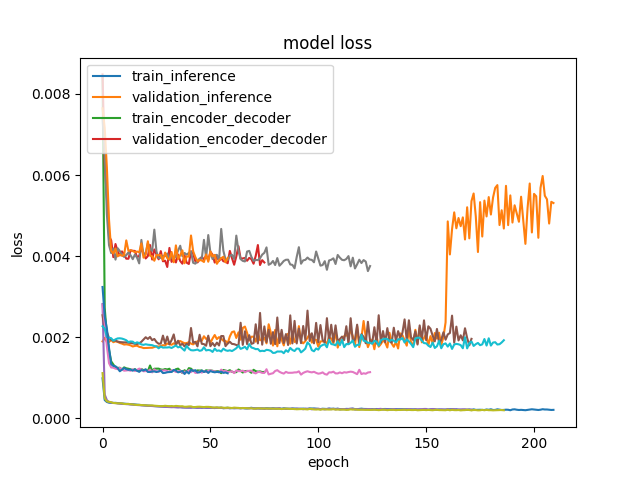 model loss
train_inference
validation_inference
train_encoder_decoder
validation_encoder_decoder
0.008
0.006
0.004
0.002
0.000
loss
0 50 100 150 200
epoch